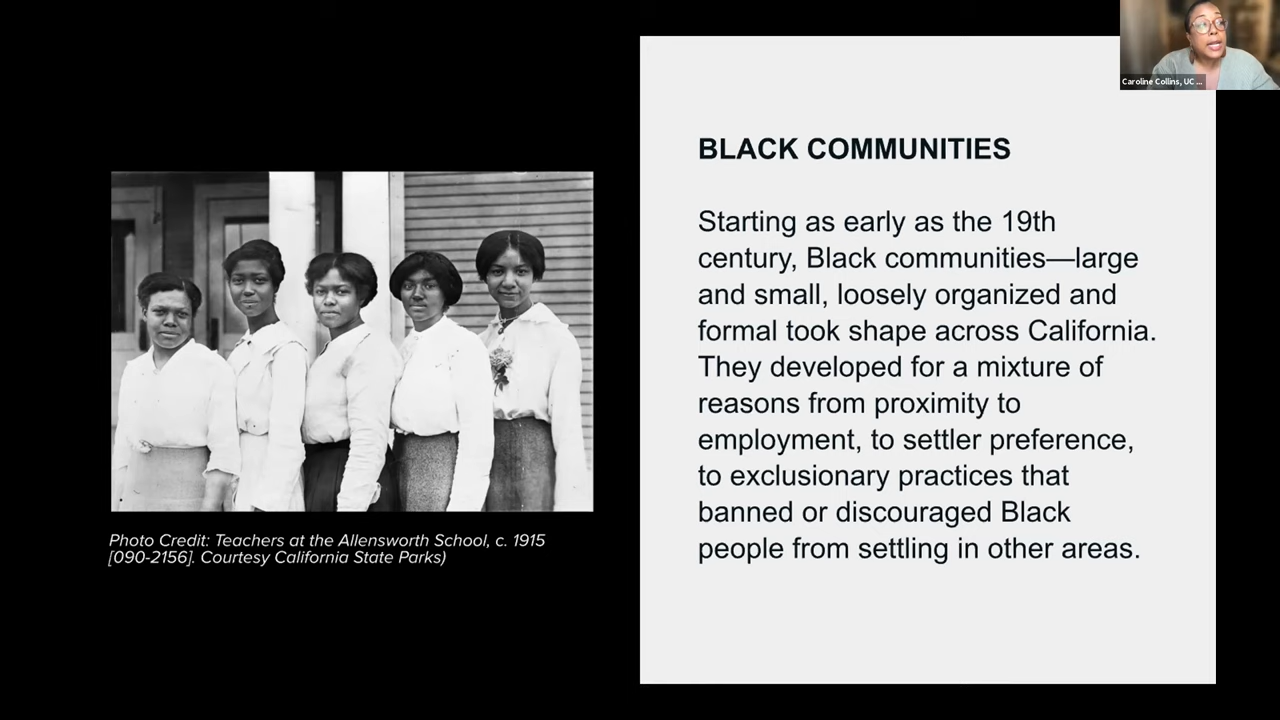 Caroline Collins, UC ...
BLACK COMMUNITIES
Starting as early as the 19th
century, Black communities—large
and small, loosely organized and
formal took shape across California.
They developed for a mixture of
reasons from proximity to
employment, to settler preference,
to exclusionary practices that
banned or discouraged Black
people from settling in other areas.
Photo Credit: Teachers at the Allensworth School, c. 1915
[090-2156]. Courtesy California State Parks)